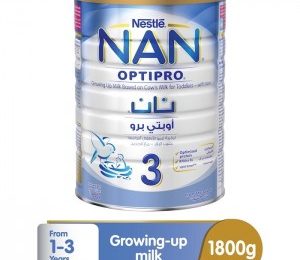 Nestlé
NAN
OPTIPRO
Growing Up Milk Based on Cow's Milk for Toddlers
نان
أوبتي برو
3
From
1-3
Years
Growing-up
milk
1800g